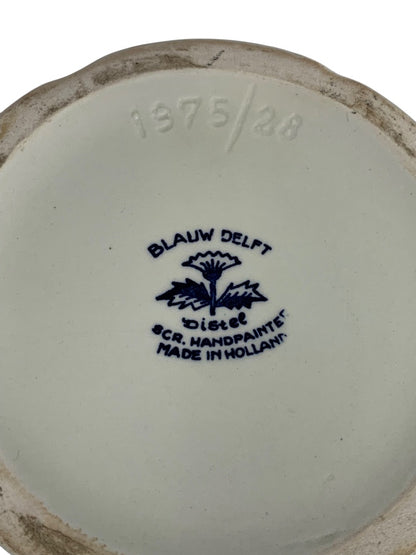 1375/28
BLAUW DELFT
Distel
SCR. HANDPAINTED
MADE IN HOLLAND